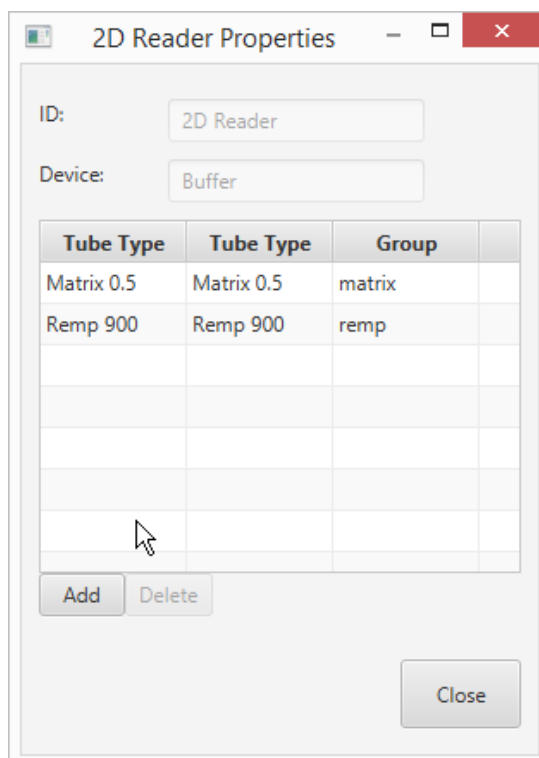 2D Reader Properties
ID: 2D Reader
Device: Buffer
Tube Type Tube Type Group
Matrix 0.5 Matrix 0.5 matrix
Remp 900 Remp 900 remp
Add Delete
Close